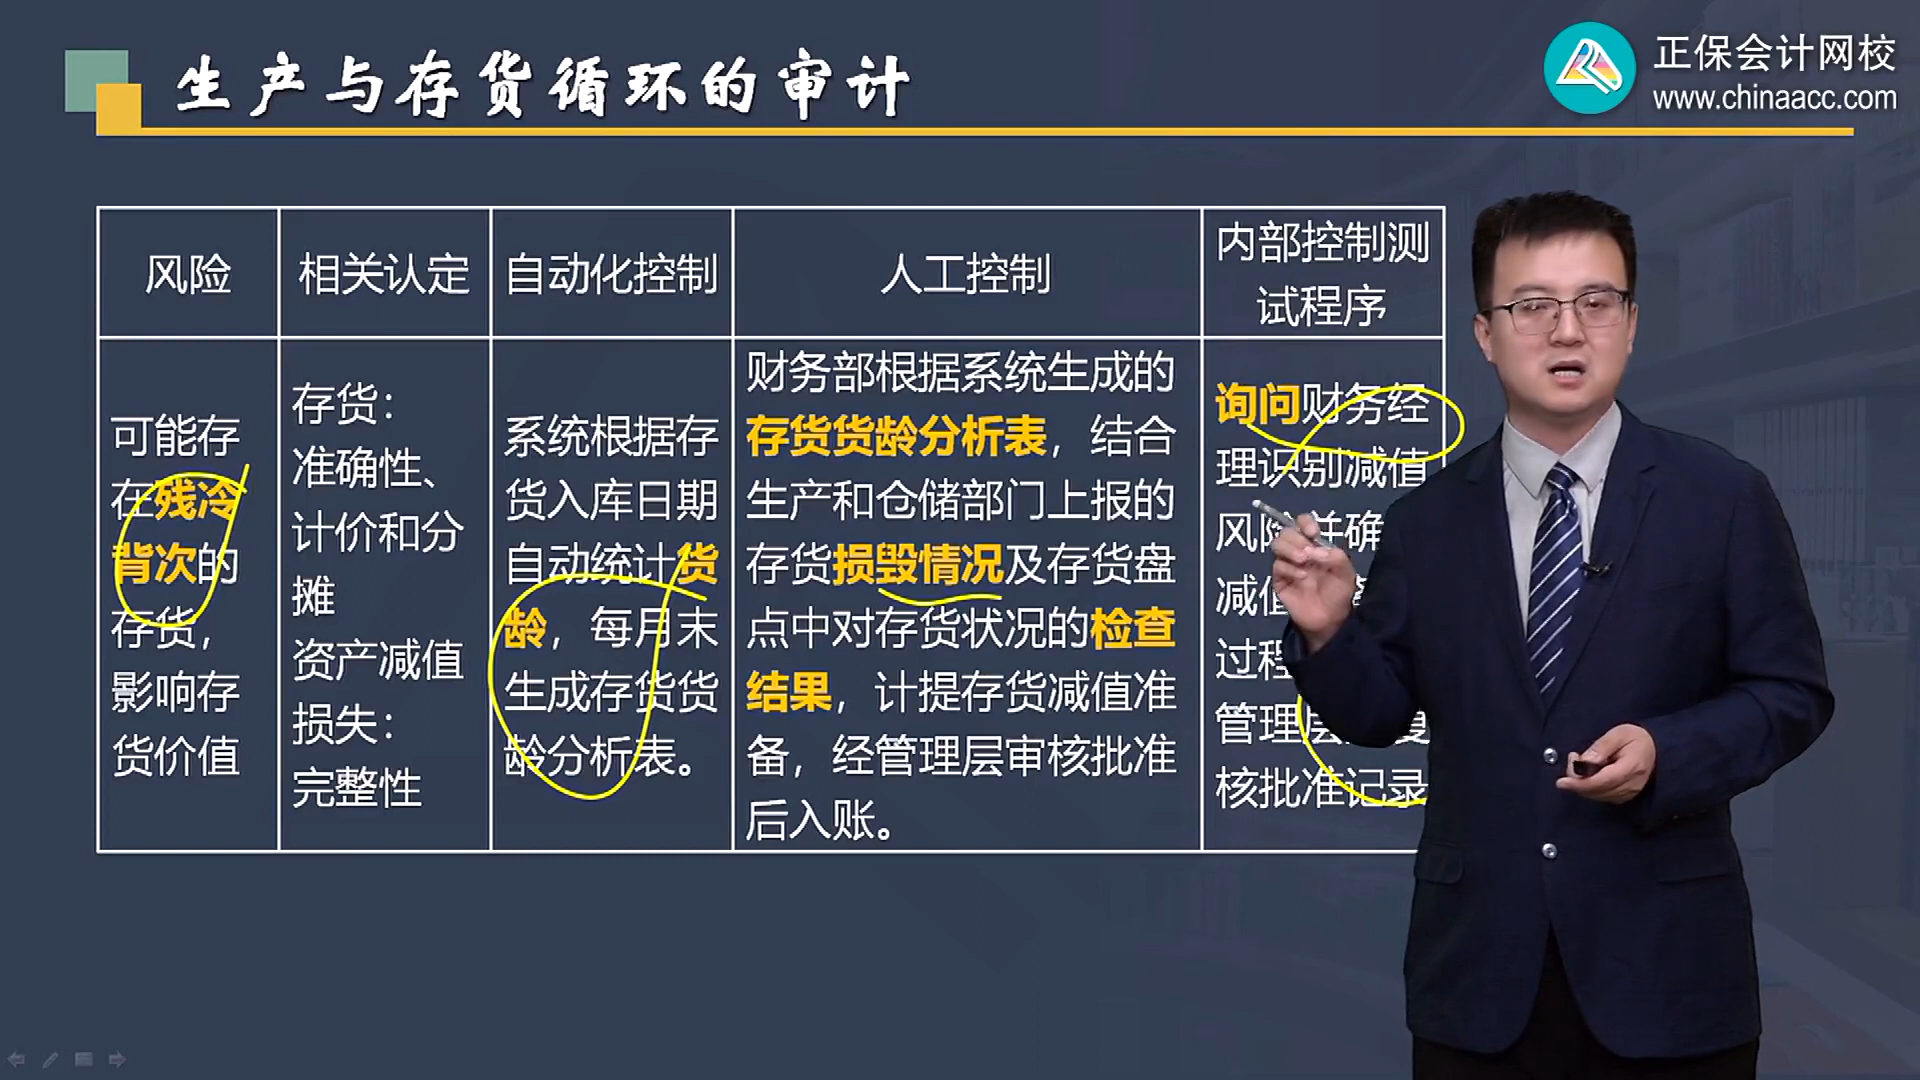 生产与存货循环的审计
正保会计网校
www.chinaacc.com
风险
相关认定
自动化控制
人工控制
内部控制测
试程序
可能存
在残冷
背次的
存货，
影响存
货价值
存货：
准确性、
计价和分
摊
资产减值
损失：
完整性
系统根据存
货入库日期
自动统计货
龄，每月末
生成存货货
龄分析表。
财务部根据系统生成的
存货货龄分析表，结合
生产和仓储部门上报的
存货损毁情况及存货盘
点中对存货状况的检查
结果，计提存货减值准
备，经管理层审核批准
后入账。
询问财务经
理识别减值
风险并确
减值
过程
管理层复
核批准记录